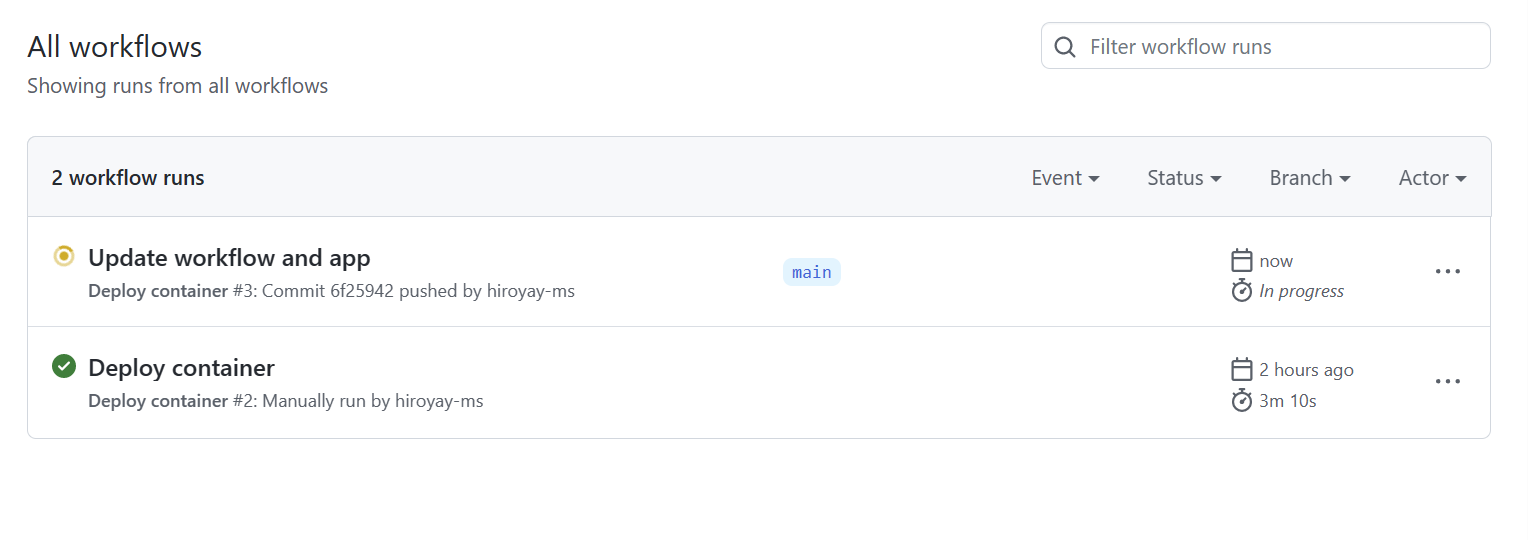 All workflows
Filter workflow runs
Showing runs from all workflows
2 workflow runs
Event
Status
Branch
Actor
Update workflow and app
Deploy container #3: Commit 6f25942 pushed by hiroyay-ms
main
now
In progress
Deploy container
Deploy container #2: Manually run by hiroyay-ms
2 hours ago
3m 10s